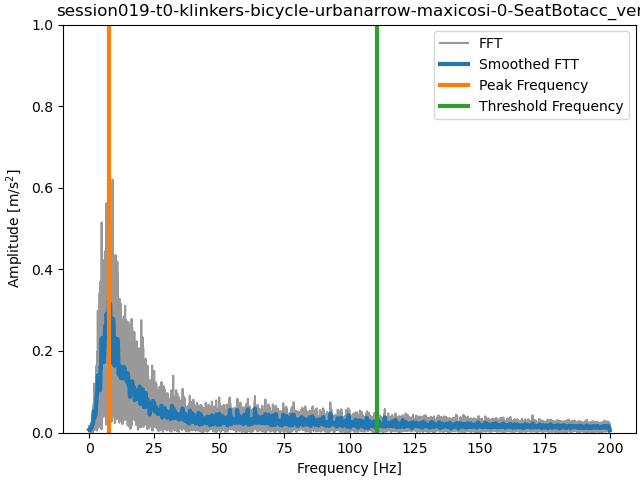 session019-t0-klinkers-bicycle-urbanarrow-maxicosi-0-SeatBotacc_ver
1.0
0.8
0.6
0.4
0.2
0.0
Amplitude [m/s²]
FFT
Smoothed FTT
Peak Frequency
Threshold Frequency
0 25 50 75 100 125 150 175 200
Frequency [Hz]